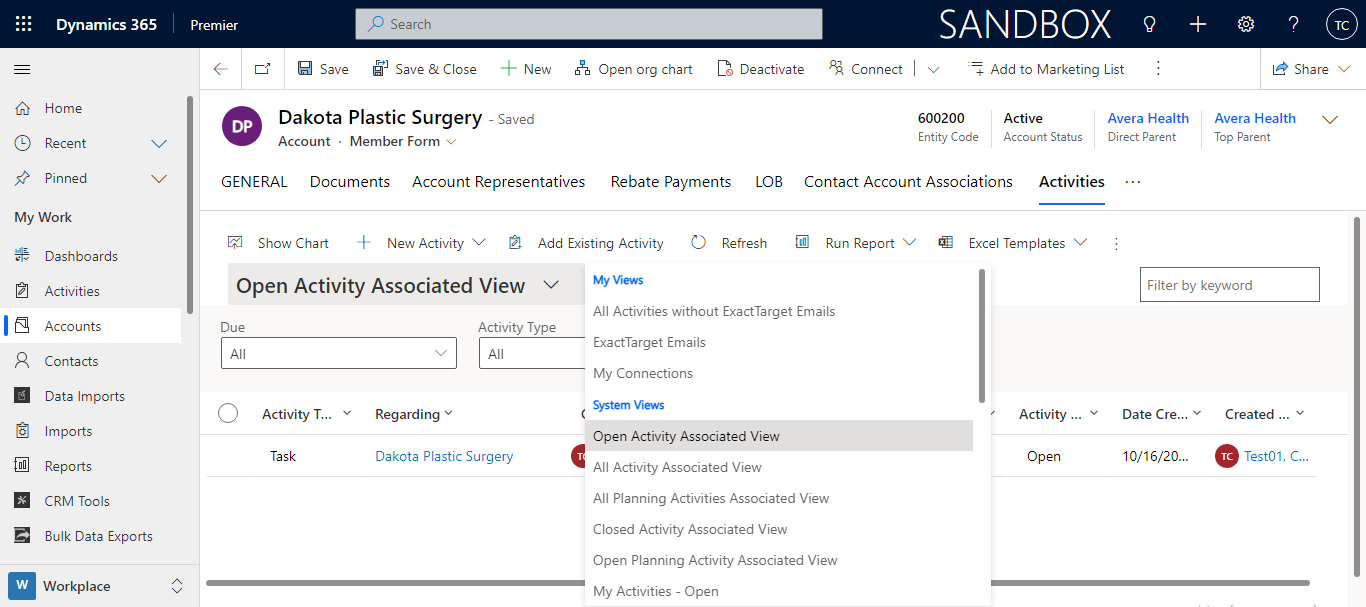 Dynamics 365 Premier Search SANDBOX ? TC
Save Save & Close New Open org chart Deactivate Connect Add to Marketing List Share
Home
Recent
Pinned
My Work
Dashboards
Activities
Accounts
Contacts
Data Imports
Imports
Reports
CRM Tools
Bulk Data Exports
W Workplace
DP
Dakota Plastic Surgery - Saved
Account · Member Form
600200 Active Avera Health Avera Health
Entity Code Account Status Direct Parent Top Parent
GENERAL Documents Account Representatives Rebate Payments LOB Contact Account Associations Activities ...
Show Chart New Activity Add Existing Activity Refresh Run Report Excel Templates
Open Activity Associated View
Filter by keyword
Due Activity Type
All All
Activity T... Regarding Activity ... Date Cre... Created ...
Task Dakota Plastic Surgery Open 10/16/20... TC Test01, C...
My Views
All Activities without ExactTarget Emails
ExactTarget Emails
My Connections
System Views
Open Activity Associated View
All Activity Associated View
All Planning Activities Associated View
Closed Activity Associated View
Open Planning Activity Associated View
My Activities - Open